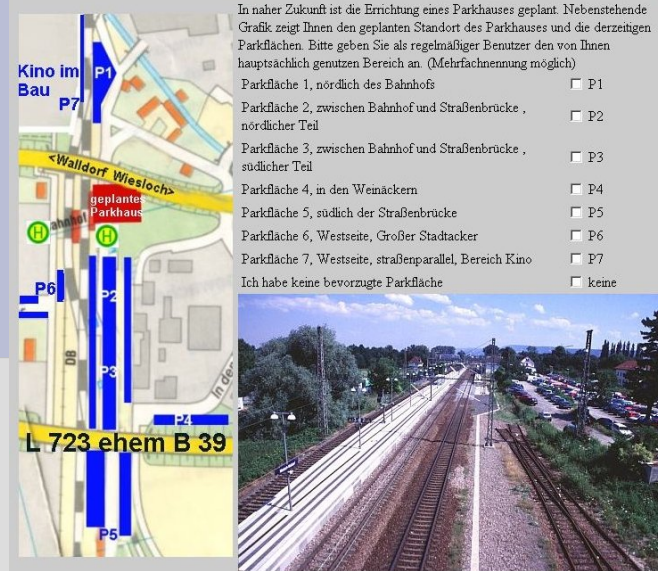 In naher Zukunft ist die Errichtung eines Parkhauses geplant. Nebenstehende
Grafik zeigt Ihnen den geplanten Standort des Parkhauses und die derzeitigen
Parkflächen. Bitte geben Sie als regelmäßiger Benutzer den von Ihnen
hauptsächlich genutzen Bereich an. (Mehrfachnennung möglich)
Parkfläche 1, nördlich des Bahnhofs P1
Parkfläche 2, zwischen Bahnhof und Straßenbrücke ,
nördlicher Teil P2
Parkfläche 3, zwischen Bahnhof und Straßenbrücke ,
südlicher Teil P3
Parkfläche 4, in den Weinäckern P4
Parkfläche 5, südlich der Straßenbrücke P5
Parkfläche 6, Westseite, Großer Stadtacker P6
Parkfläche 7, Westseite, straßenparallel, Bereich Kino P7
Ich habe keine bevorzugte Parkfläche keine
Kino im
Bau
P7
P1
<Walldorf Wiesloch>
geplantes
Parkhaus
H
H
P6
P2
DB
P3
In de
P4
L 723 ehem B 39
P5